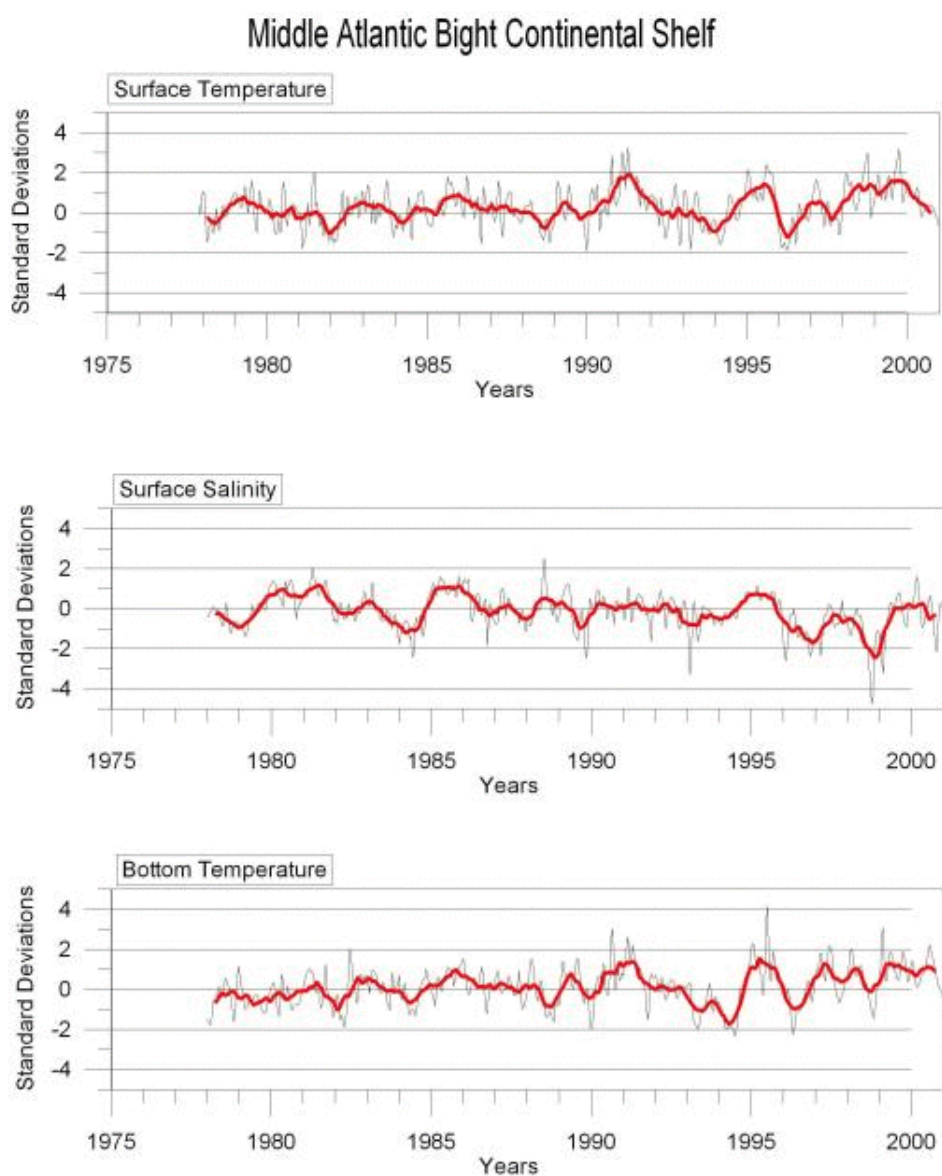 Middle Atlantic Bight Continental Shelf
Surface Temperature
Standard Deviations
4
2
0
-2
-4
1975 1980 1985 1990 1995 2000
Years
Surface Salinity
Standard Deviations
4
2
0
-2
-4
1975 1980 1985 1990 1995 2000
Years
Bottom Temperature
Standard Deviations
4
2
0
-2
-4
1975 1980 1985 1990 1995 2000
Years